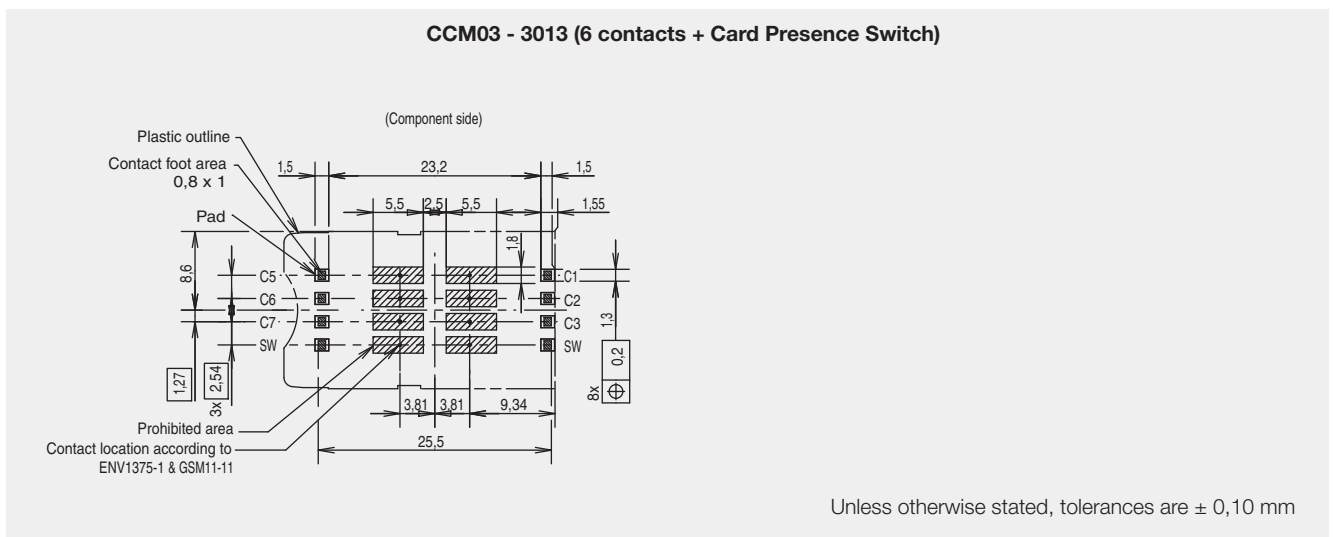 CCM03 - 3013 (6 contacts + Card Presence Switch)
(Component side)
Plastic outline
Contact foot area
0,8 x 1
Pad
1,5
23,2
1,5
5,5
2,5
5,5
1,55
1,8
8,6
C5
C1
C6
C2
C7
C3
SW
SW
1,3
1,27
3x 2,54
8x ⌖ 0,2
3,81
3,81
9,34
Prohibited area
25,5
Contact location according to
ENV1375-1 & GSM11-11
Unless otherwise stated, tolerances are ± 0,10 mm